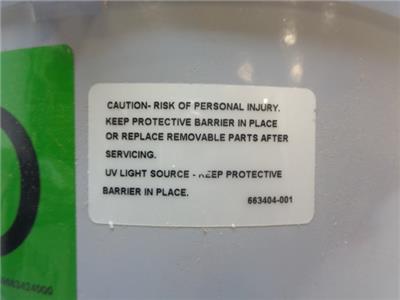 CAUTION- RISK OF PERSONAL INJURY.
KEEP PROTECTIVE BARRIER IN PLACE
OR REPLACE REMOVABLE PARTS AFTER
SERVICING.
UV LIGHT SOURCE - KEEP PROTECTIVE
BARRIER IN PLACE.
663404-001